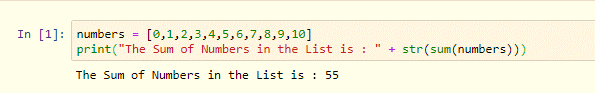 In [1]: numbers = [0,1,2,3,4,5,6,7,8,9,10]
print("The Sum of Numbers in the List is : " + str(sum(numbers)))
The Sum of Numbers in the List is : 55